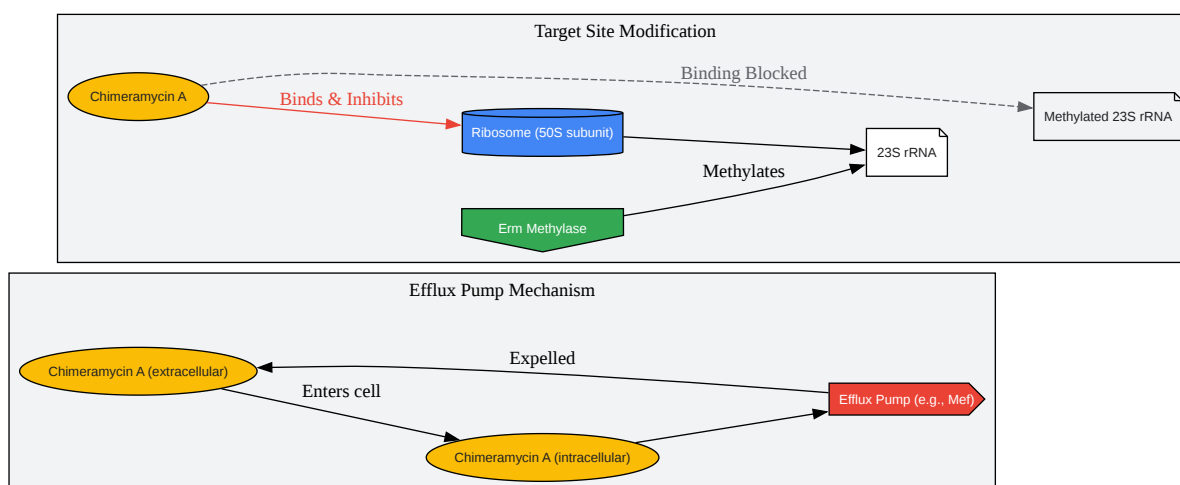 Target Site Modification
Chimeramycin A
Binding Blocked
Binds & Inhibits
Methylated 23S rRNA
Ribosome (50S subunit)
23S rRNA
Methylates
Erm Methylase
Efflux Pump Mechanism
Expelled
Chimeramycin A (extracellular)
Enters cell
Efflux Pump (e.g., Mef)
Chimeramycin A (intracellular)